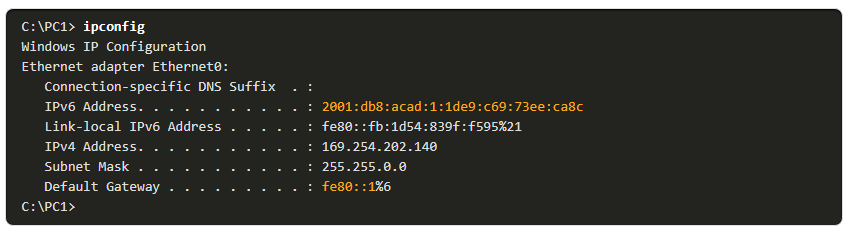 C:\PC1> ipconfig
Windows IP Configuration
Ethernet adapter Ethernet0:
   Connection-specific DNS Suffix  . :
   IPv6 Address. . . . . . . . . . . : 2001:db8:acad:1:1de9:c69:73ee:ca8c
   Link-local IPv6 Address . . . . . : fe80::fb:1d54:839f:f595%21
   IPv4 Address. . . . . . . . . . . : 169.254.202.140
   Subnet Mask . . . . . . . . . . . : 255.255.0.0
   Default Gateway . . . . . . . . . : fe80::1%6
C:\PC1>